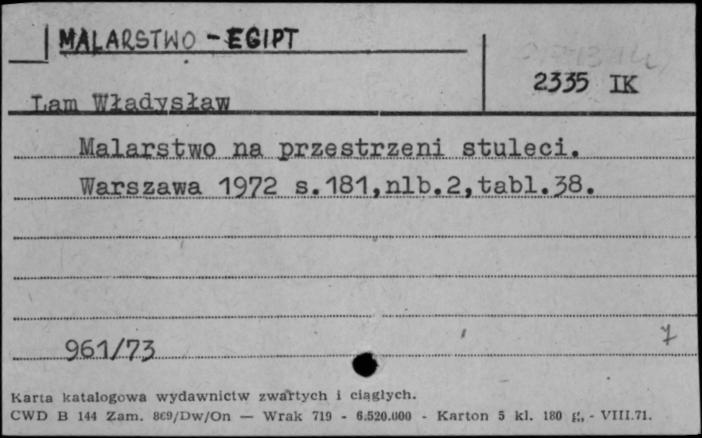 MALARSTWO - EGIPT
2335 IK
Lam Władysław
Malarstwo na przestrzeni stuleci.
Warszawa 1972 s.181,nlb.2,tabl.38.
961/73
7
Karta katalogowa wydawnictw zwartych i ciągłych.
CWD B 144 Zam. 869/Dw/On — Wrak 719 - 6.520.000 - Karton 5 kl. 180 g, - VIII.71.